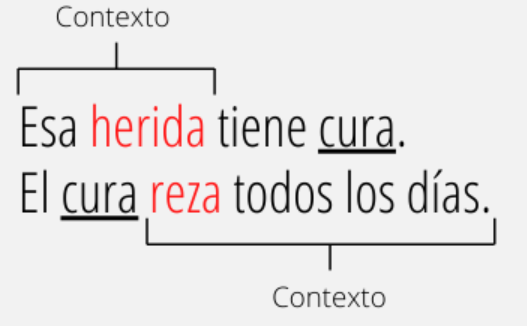 Contexto
Esa herida tiene cura.
El cura reza todos los días.
Contexto